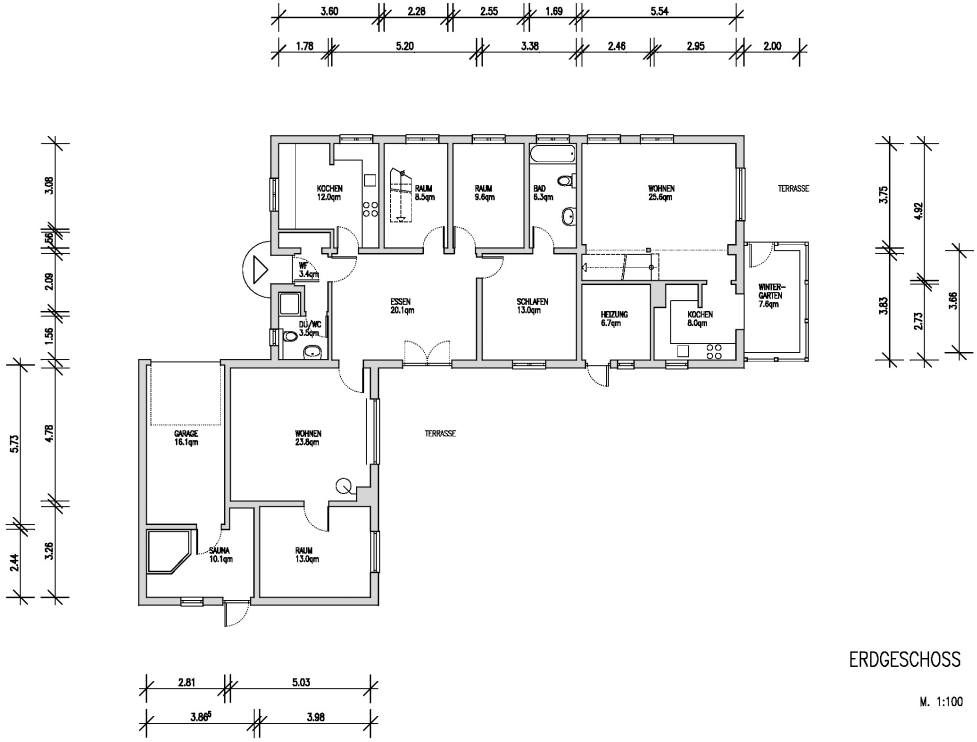 3.60 2.28 2.55 1.69 5.54
1.78 5.20 3.38 2.46 2.95 2.00
3.08
.56
2.09
1.56
4.78
3.26
5.73
2.44
KOCHEN
12.0qm
RAUM
8.5qm
RAUM
9.6qm
BAD
6.3qm
WOHNEN
25.6qm
TERRASSE
3.75
3.83
4.92
2.73
3.66
WF
3.4qm
DU/WC
3.5qm
ESSEN
20.1qm
SCHLAFEN
13.0qm
HEIZUNG
6.7qm
KOCHEN
8.0qm
WINTER-
GARTEN
7.6qm
GARAGE
16.1qm
WOHNEN
23.8qm
TERRASSE
SAUNA
10.1qm
RAUM
13.0qm
ERDGESCHOSS
M. 1:100
2.81 5.03
3.86⁵ 3.98